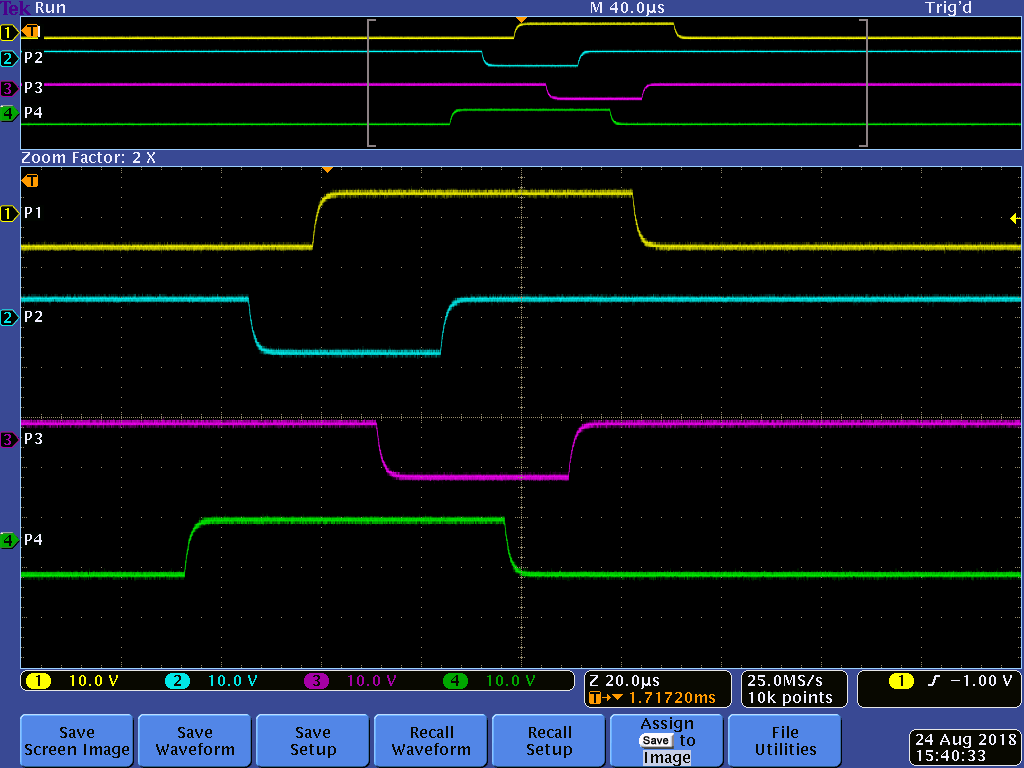 Tek Run M 40.0µs Trig'd
1 T
2 P2
3 P3
4 P4
Zoom Factor: 2 X
T
1 P1
2 P2
3 P3
4 P4
1 10.0 V 2 10.0 V 3 10.0 V 4 10.0 V Z 20.0µs 25.0MS/s 1 −1.00 V
T 1.71720ms 10k points
Save Screen Image
Save Waveform
Save Setup
Recall Waveform
Recall Setup
Assign Save to Image
File Utilities
24 Aug 2018
15:40:33